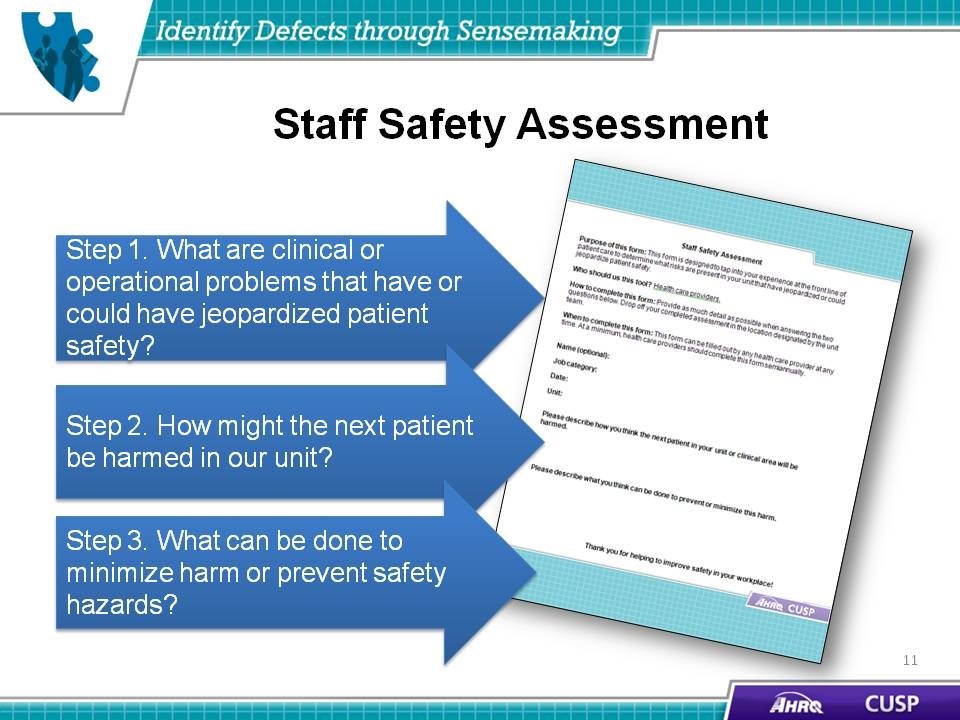 Identify Defects through Sensemaking
Staff Safety Assessment
Step 1. What are clinical or
operational problems that have or
could have jeopardized patient
safety?
Step 2. How might the next patient
be harmed in our unit?
Step 3. What can be done to
minimize harm or prevent safety
hazards?
Staff Safety Assessment
Purpose of this form: This form is designed to tap into your experience at the front line of
patient care to determine what risks are present in your unit that have jeopardized or could
jeopardize patient safety.
Who should us this tool? Health care providers.
How to complete this form: Provide as much detail as possible when answering the two
questions below. Drop off your completed assessment in the location designated by the unit
team.
When to complete this form: This form can be filled out by any health care provider at any
time. At a minimum, health care providers should complete this form semiannually.
Name (optional):
Job category:
Date:
Unit:
Please describe how you think the next patient in your unit or clinical area will be
harmed.
Please describe what you think can be done to prevent or minimize this harm.
Thank you for helping to improve safety in your workplace!
AHRQ CUSP
11
AHRQ CUSP